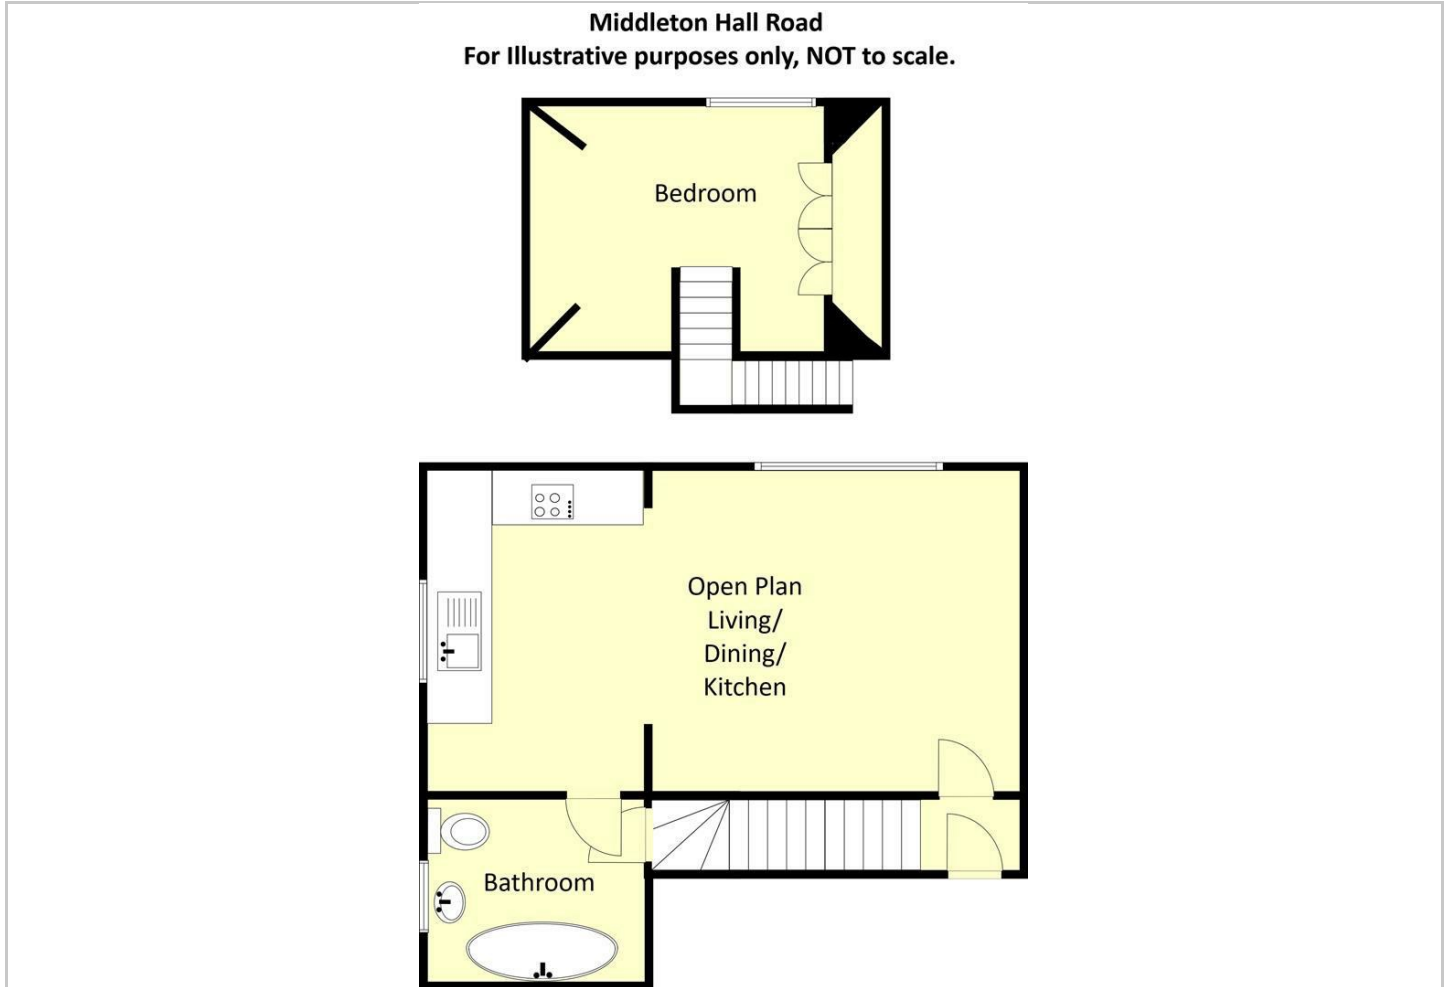 Middleton Hall Road
For Illustrative purposes only, NOT to scale.
Bedroom
Open Plan
Living/
Dining/
Kitchen
Bathroom